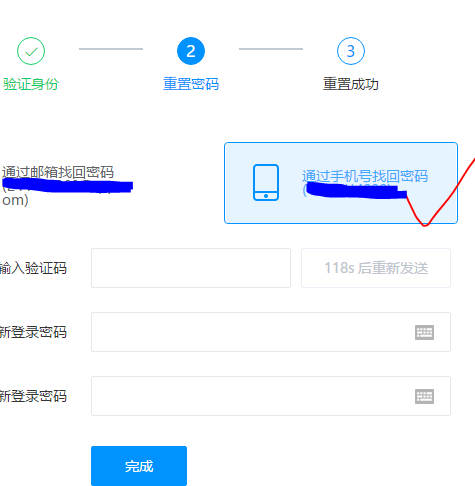 2
3
验证身份
重置密码
重置成功
通过邮箱找回密码
om)
通过手机号找回密码
输入验证码
118s 后重新发送
新登录密码
新登录密码
完成